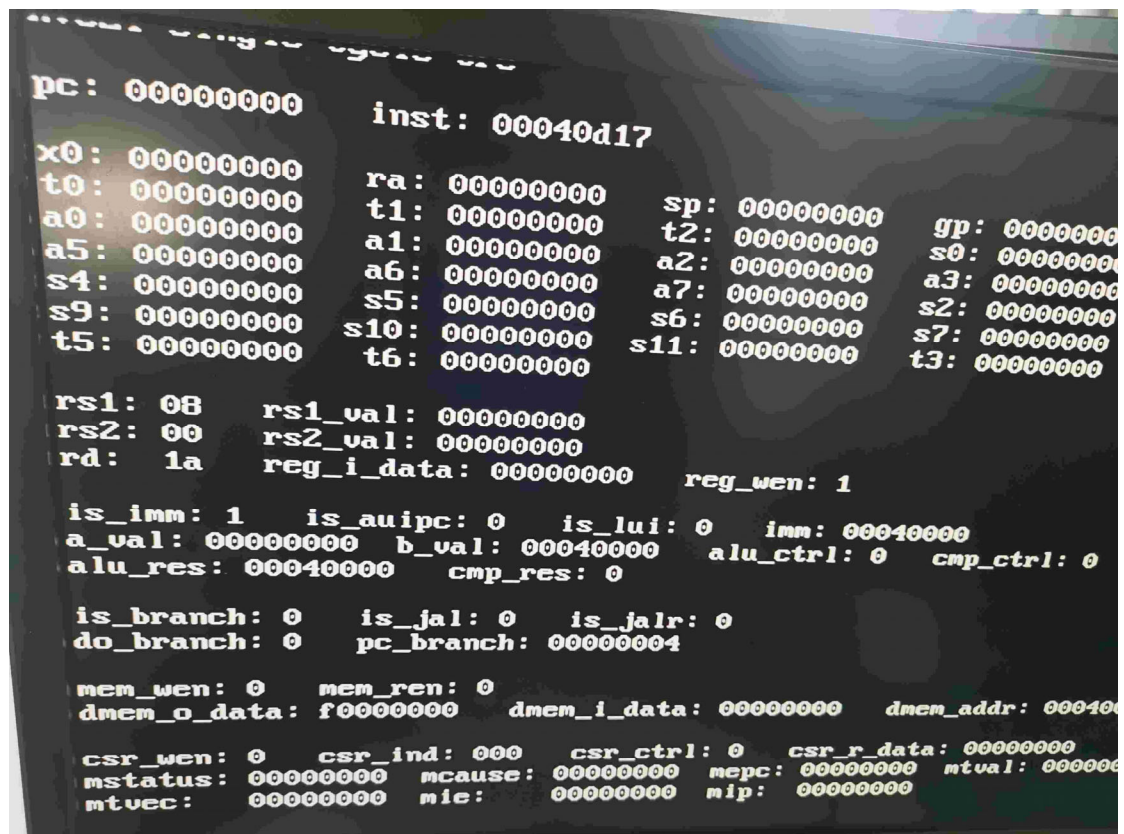 pc: 00000000 inst: 00040d17
x0: 00000000 ra: 00000000 sp: 00000000 gp: 0000000
t0: 00000000 t1: 00000000 t2: 00000000 s0: 0000000
a0: 00000000 a1: 00000000 a2: 00000000 a3: 00000000
a5: 00000000 a6: 00000000 a7: 00000000 s2: 00000000
s4: 00000000 s5: 00000000 s6: 00000000 s7: 00000000
s9: 00000000 s10: 00000000 s11: 00000000 t3: 00000000
t5: 00000000 t6: 00000000
rs1: 08 rs1_val: 00000000
rs2: 00 rs2_val: 00000000
rd: 1a reg_i_data: 00000000 reg_wen: 1
is_imm: 1 is_auipc: 0 is_lui: 0 imm: 00040000
a_val: 00000000 b_val: 00040000 alu_ctrl: 0 cmp_ctrl: 0
alu_res: 00040000 cmp_res: 0
is_branch: 0 is_jal: 0 is_jalr: 0
do_branch: 0 pc_branch: 00000004
mem_wen: 0 mem_ren: 0
dmem_o_data: f0000000 dmem_i_data: 00000000 dmem_addr: 00040
csr_wen: 0 csr_ind: 000 csr_ctrl: 0 csr_r_data: 00000000
mstatus: 00000000 mcause: 00000000 mepc: 00000000 mtval: 000000
mtvec: 00000000 mie: 00000000 mip: 00000000